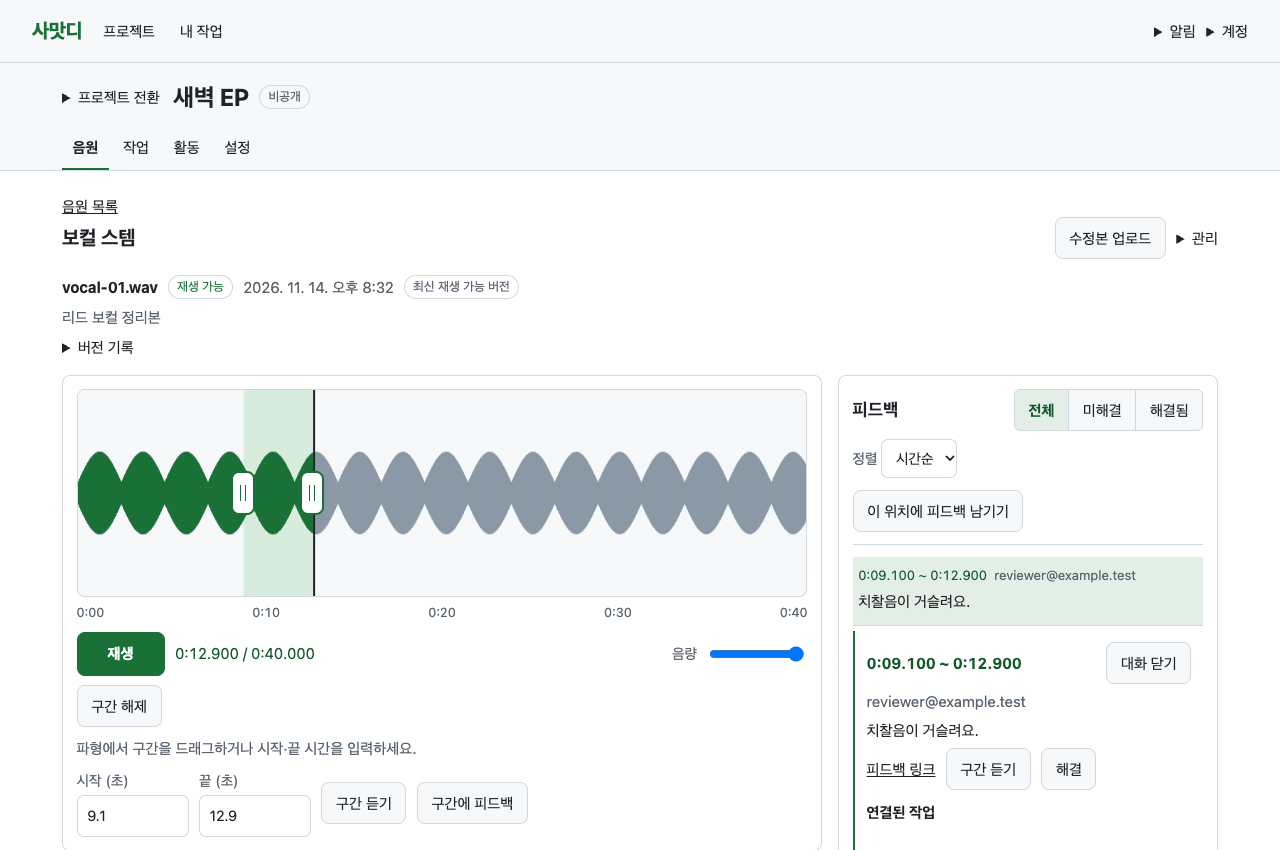 사맛디 프로젝트 내 작업 ▶ 알림 ▶ 계정
▶ 프로젝트 전환 새벽 EP 비공개
음원 작업 활동 설정
음원 목록
보컬 스템 수정본 업로드 ▶ 관리
vocal-01.wav 재생 가능 2026. 11. 14. 오후 8:32 최신 재생 가능 버전
리드 보컬 정리본
▶ 버전 기록
0:00 0:10 0:20 0:30 0:40
재생 0:12.900 / 0:40.000 음량
구간 해제
파형에서 구간을 드래그하거나 시작·끝 시간을 입력하세요.
시작 (초) 끝 (초)
9.1 12.9 구간 듣기 구간에 피드백
피드백 전체 미해결 해결됨
정렬 시간순
이 위치에 피드백 남기기
0:09.100 ~ 0:12.900 reviewer@example.test
치찰음이 거슬려요.
0:09.100 ~ 0:12.900 대화 닫기
reviewer@example.test
치찰음이 거슬려요.
피드백 링크 구간 듣기 해결
연결된 작업